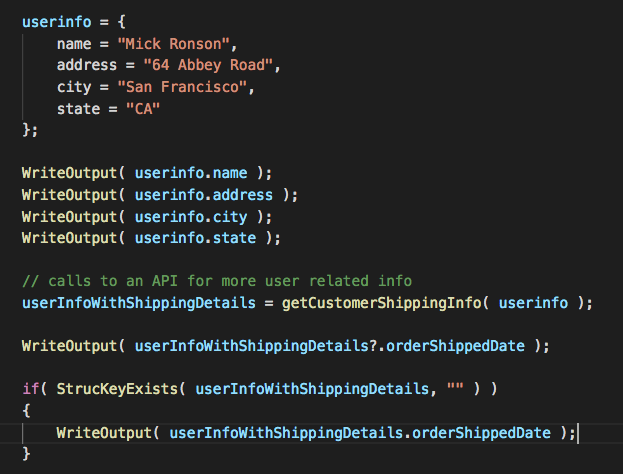 userinfo = {
    name = "Mick Ronson",
    address = "64 Abbey Road",
    city = "San Francisco",
    state = "CA"
};

WriteOutput( userinfo.name );
WriteOutput( userinfo.address );
WriteOutput( userinfo.city );
WriteOutput( userinfo.state );

// calls to an API for more user related info
userInfoWithShippingDetails = getCustomerShippingInfo( userinfo );

WriteOutput( userInfoWithShippingDetails?.orderShippedDate );

if( StrucKeyExists( userInfoWithShippingDetails, "" ) )
{
    WriteOutput( userInfoWithShippingDetails.orderShippedDate );
}